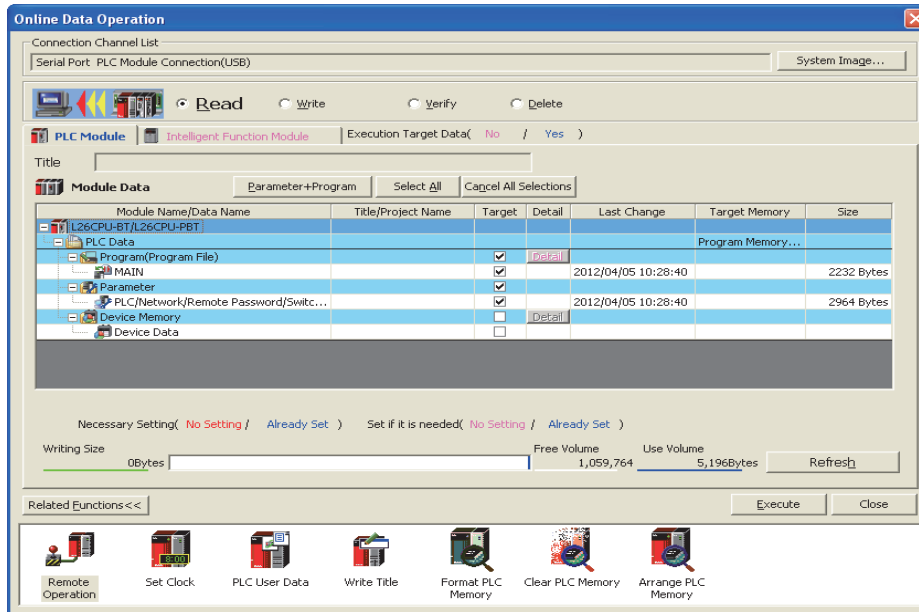 Online Data Operation
Connection Channel List
Serial Port PLC Module Connection(USB)
System Image...
Read Write Verify Delete
PLC Module Intelligent Function Module Execution Target Data( No / Yes )
Title
Module Data Parameter+Program Select All Cancel All Selections
Module Name/Data Name Title/Project Name Target Detail Last Change Target Memory Size
L26CPU-BT/L26CPU-PBT
PLC Data Program Memory...
Program(Program File) Detail
MAIN 2012/04/05 10:28:40 2232 Bytes
Parameter
PLC/Network/Remote Password/Switc... 2012/04/05 10:28:40 2964 Bytes
Device Memory Detail
Device Data
Necessary Setting( No Setting / Already Set ) Set if it is needed( No Setting / Already Set )
Writing Size Free Volume Use Volume
0Bytes 1,059,764 5,196Bytes Refresh
Related Functions<< Execute Close
Remote Operation
Set Clock
PLC User Data
Write Title
Format PLC Memory
Clear PLC Memory
Arrange PLC Memory
8:00